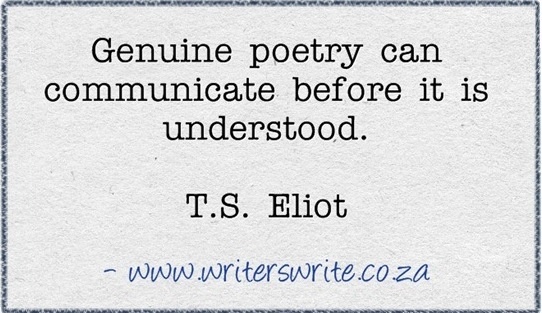 Genuine poetry can
communicate before it is
understood.
T.S. Eliot
- www.writerswrite.co.za